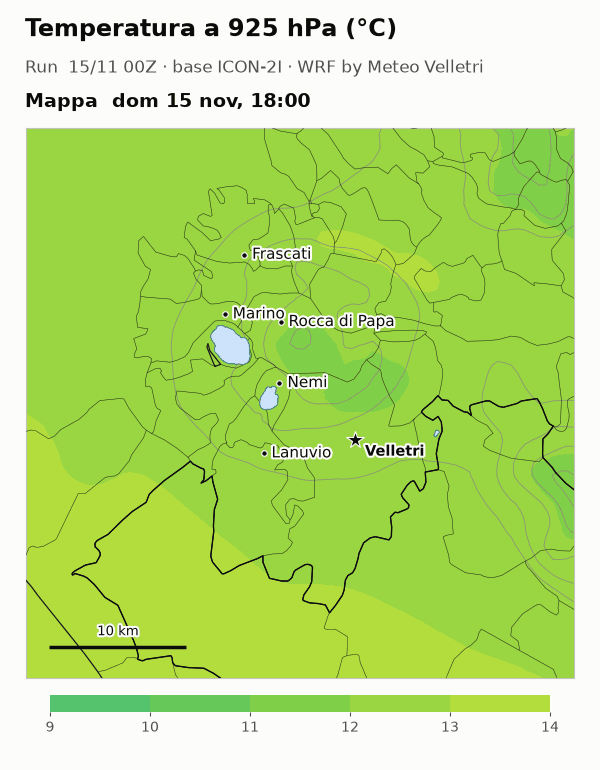 Temperatura a 925 hPa (°C)
Run  15/11 00Z · base ICON-2I · WRF by Meteo Velletri
Mappa  dom 15 nov, 18:00
Frascati
Marino
Rocca di Papa
Nemi
Velletri
Lanuvio
10 km
9 10 11 12 13 14